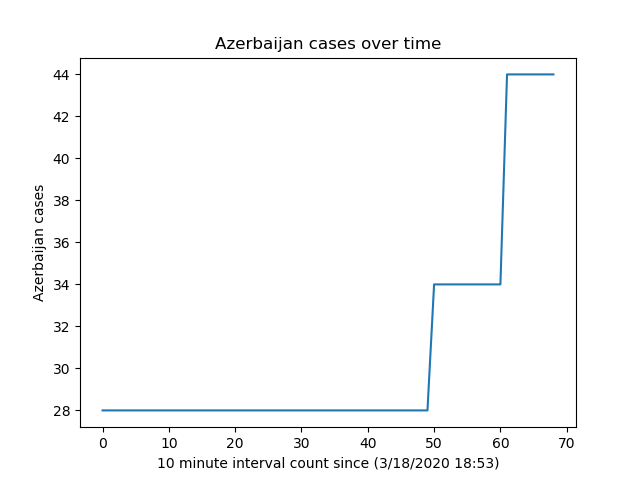 Azerbaijan cases over time
Azerbaijan cases
44
42
40
38
36
34
32
30
28
0 10 20 30 40 50 60 70
10 minute interval count since (3/18/2020 18:53)